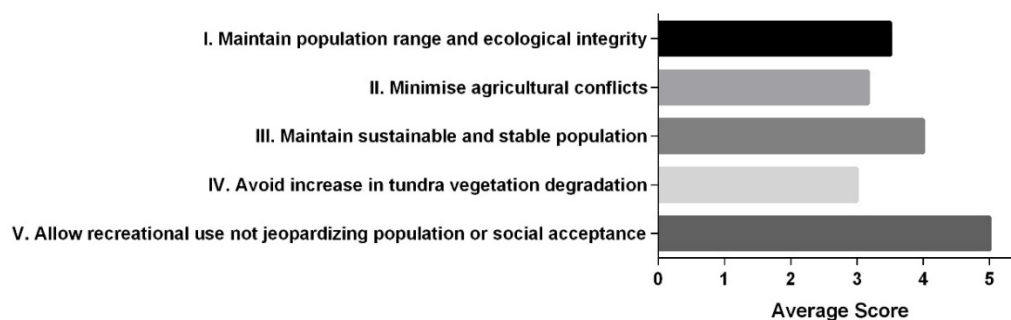 I. Maintain population range and ecological integrity
II. Minimise agricultural conflicts
III. Maintain sustainable and stable population
IV. Avoid increase in tundra vegetation degradation
V. Allow recreational use not jeopardizing population or social acceptance
0 1 2 3 4 5
Average Score